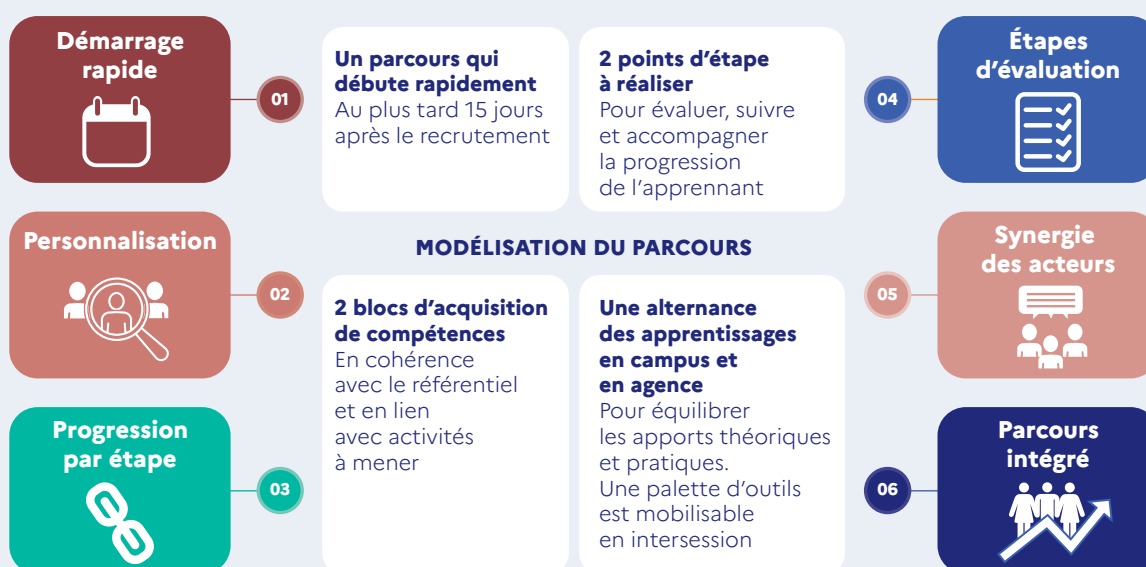 Démarrage
rapide
01
Un parcours qui
débute rapidement
Au plus tard 15 jours
après le recrutement
2 points d’étape
à réaliser
Pour évaluer, suivre
et accompagner
la progression
de l’apprennant
04
Étapes
d’évaluation
Personnalisation
02
MODÉLISATION DU PARCOURS
05
Synergie
des acteurs
2 blocs d’acquisition
de compétences
En cohérence
avec le référentiel
et en lien
avec activités
à mener
Une alternance
des apprentissages
en campus et
en agence
Pour équilibrer
les apports théoriques
et pratiques.
Une palette d’outils
est mobilisable
en intersession
Progression
par étape
03
06
Parcours
intégré